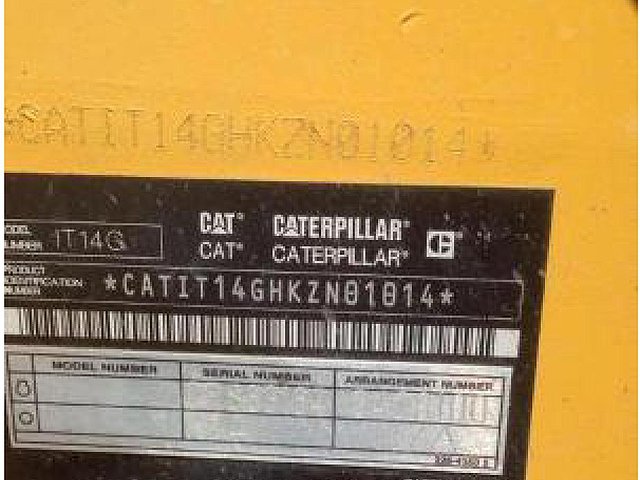 *CATIT14GHKZN01014*
MODEL NUMBER IT14G
CAT® CATERPILLAR®
CAT® CATERPILLAR®
PRODUCT IDENTIFICATION NUMBER *CATIT14GHKZN01014*
MODEL NUMBER SERIAL NUMBER ARRANGEMENT NUMBER